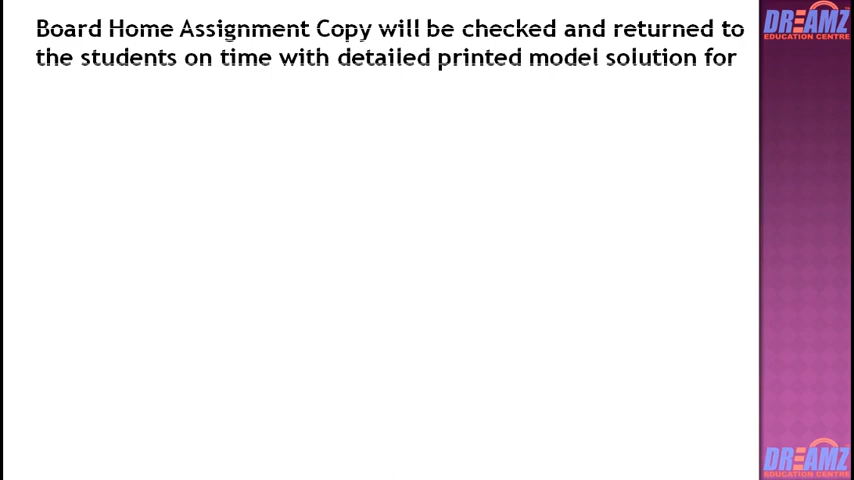 Board Home Assignment Copy will be checked and returned to
the students on time with detailed printed model solution for
DREAMZ
EDUCATION CENTRE
DREAMZ
EDUCATION CENTRE